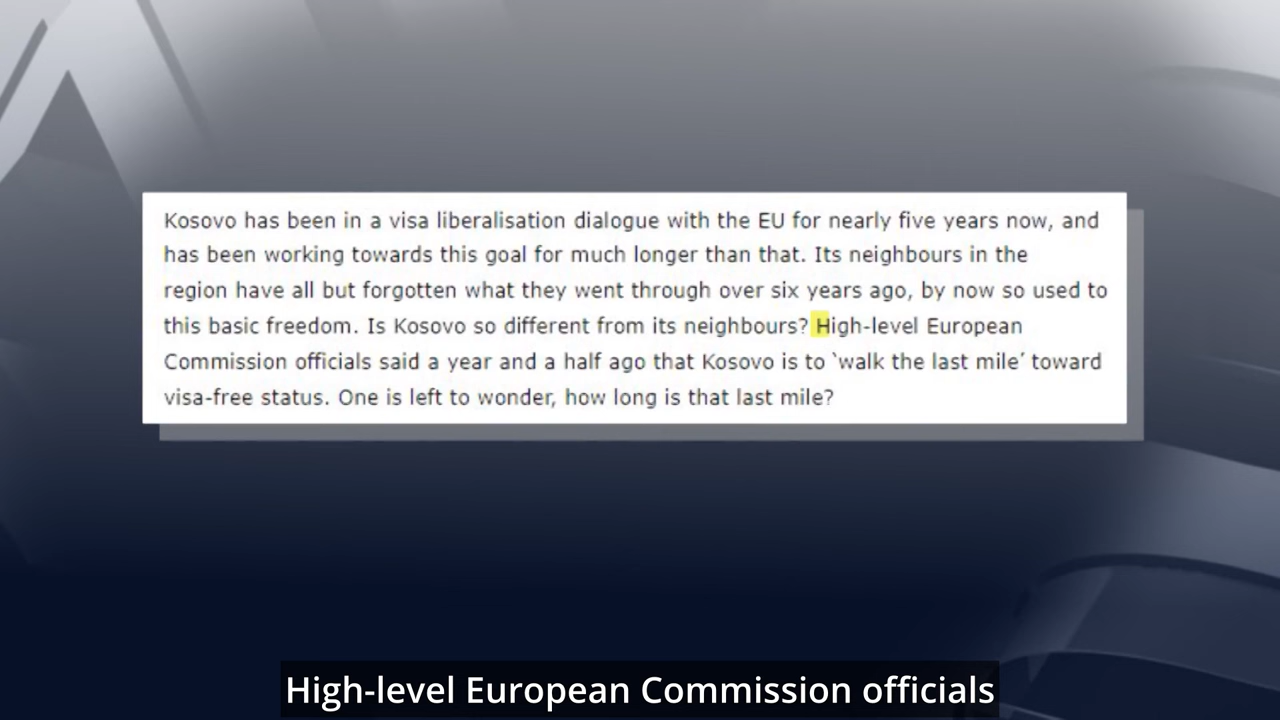 Kosovo has been in a visa liberalisation dialogue with the EU for nearly five years now, and
has been working towards this goal for much longer than that. Its neighbours in the
region have all but forgotten what they went through over six years ago, by now so used to
this basic freedom. Is Kosovo so different from its neighbours? High-level European
Commission officials said a year and a half ago that Kosovo is to `walk the last mile´ toward
visa-free status. One is left to wonder, how long is that last mile?
High-level European Commission officials